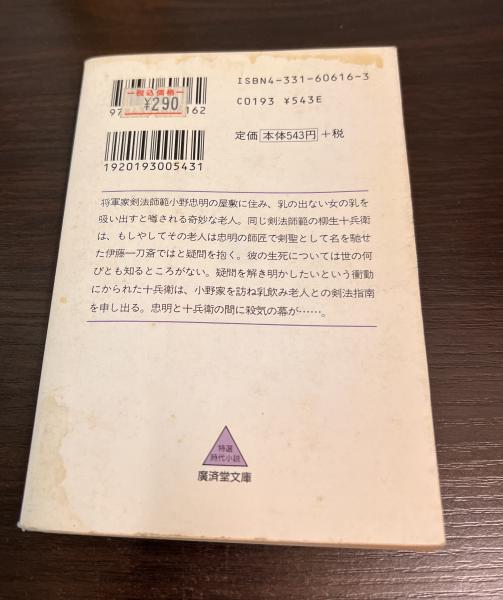 ISBN4-331-60616-3
C0193 ¥543E
定価 本体543円 +税
税込価格
¥290
97
162
1920193005431
将軍家剣法師範小野忠明の屋敷に住み、乳の出ない女の乳を
吸い出すと噂される奇妙な老人。同じ剣法師範の柳生十兵衛
は、もしやしてその老人は忠明の師匠で剣聖として名を馳せ
た伊藤一刀斎ではと疑問を抱く。彼の生死については世の何
びとも知るところがない。疑問を解き明かしたいという衝動
にかられた十兵衛は、小野家を訪ね乳飲み老人との剣法指南
を申し出る。忠明と十兵衛の間に殺気の幕が……。
特選
時代小説
廣済堂文庫